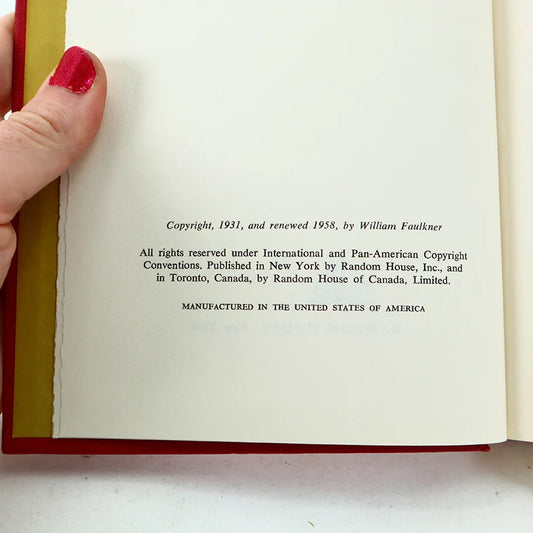 Copyright, 1931, and renewed 1958, by William Faulkner
All rights reserved under International and Pan-American Copyright
Conventions. Published in New York by Random House, Inc., and
in Toronto, Canada, by Random House of Canada, Limited.
MANUFACTURED IN THE UNITED STATES OF AMERICA